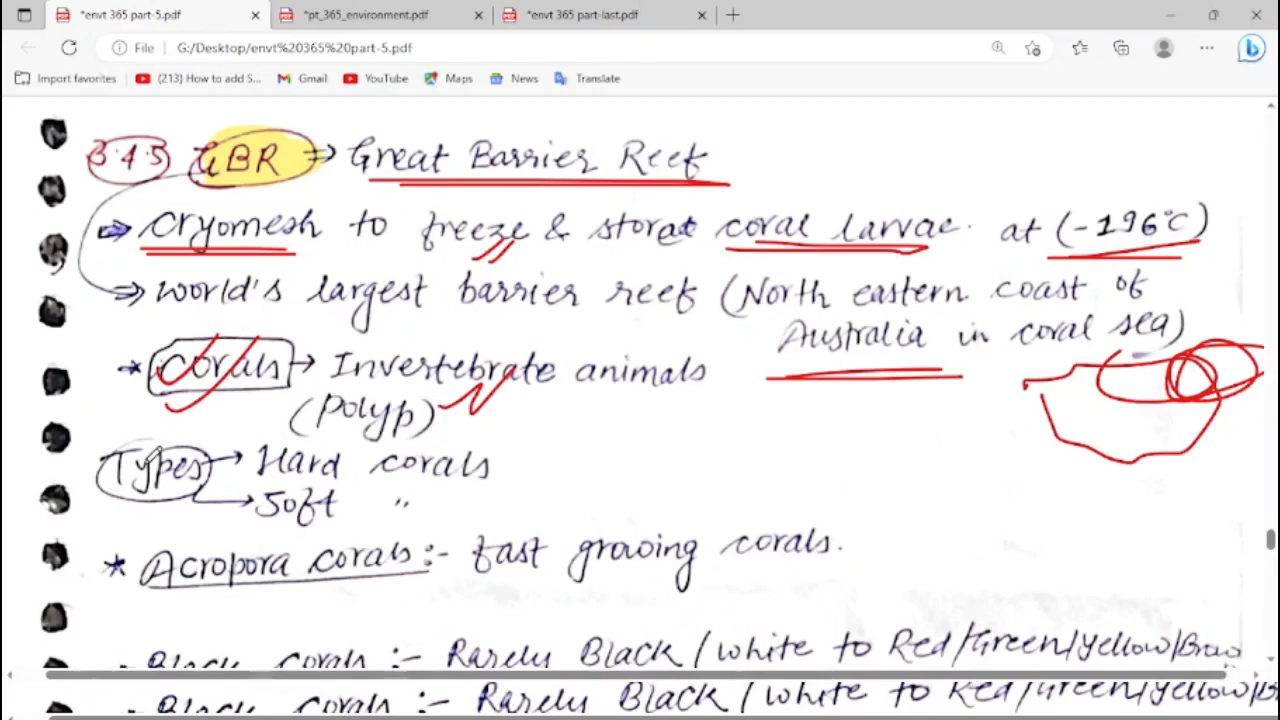 *envt 365 part-5.pdf
*pt_365_environment.pdf
*envt 365 part-last.pdf
File
G:/Desktop/envt%20365%20part-5.pdf
Import favorites
(213) How to add S...
Gmail
YouTube
Maps
News
Translate
3.4.5 GBR ⇒ Great Barrier Reef
⇒ Cryomesh to freeze & storet coral larvae. at (-196°C)
⇒ world's largest barrier reef (North eastern coast of
Australia in coral sea)
* Corals → Invertebrate animals
(Polyp)
Types → Hard corals
→ Soft "
* Acropora corals :- fast growing corals.
Black corals :- Rarely Black / White to Red/Green/Yellow/Brow
Black corals :- Rarely Black / White to Red/Green/Yellow/B